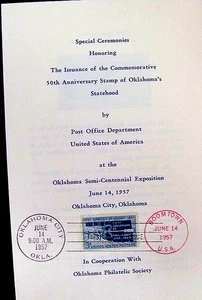 Special Ceremonies
Honoring
The Issuance of the Commemorative
50th Anniversary Stamp of Oklahoma's
Statehood
by
Post Office Department
United States of America
at the
Oklahoma Semi-Centennial Exposition
June 14, 1957
Oklahoma City, Oklahoma
OKLAHOMA CITY
JUNE
14
9:00 A.M.
1957
OKLA.
BOOMTOWN
JUNE 14
1957
U.S.A.
In Cooperation With
Oklahoma Philatelic Society